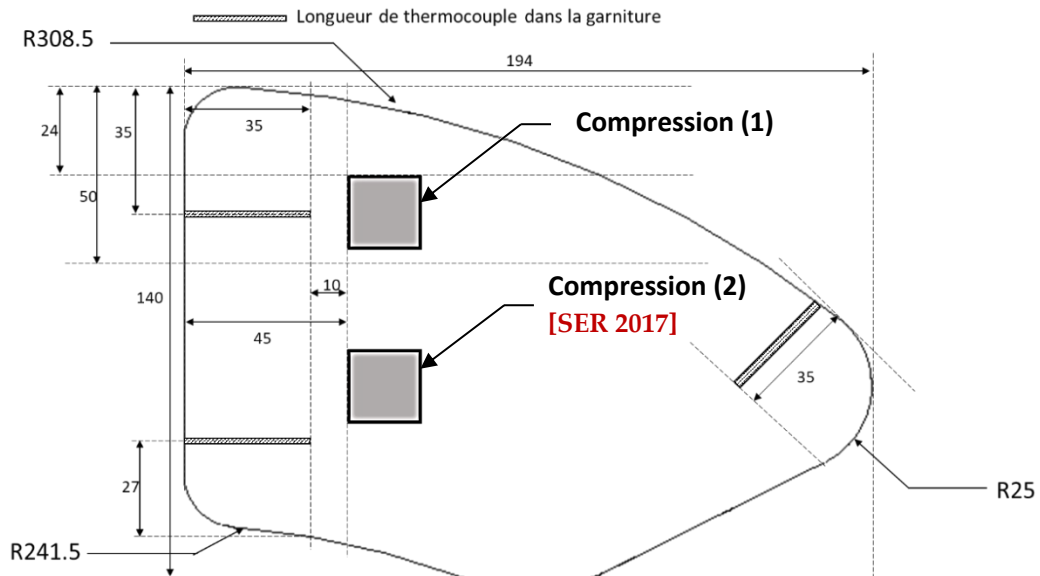 Longueur de thermocouple dans la garniture
R308.5
194
24
35
35
Compression (1)
50
10
Compression (2)
[SER 2017]
140
45
35
27
R25
R241.5